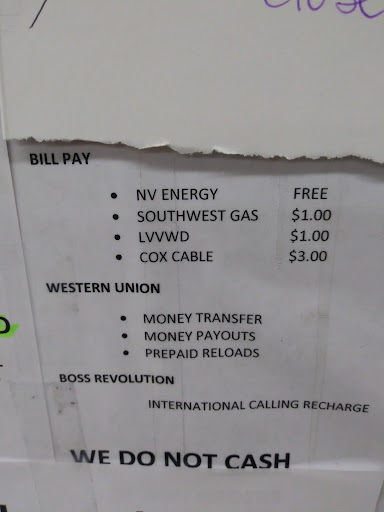 BILL PAY
• NV ENERGY FREE
• SOUTHWEST GAS $1.00
• LVVWD $1.00
• COX CABLE $3.00
WESTERN UNION
• MONEY TRANSFER
• MONEY PAYOUTS
• PREPAID RELOADS
BOSS REVOLUTION
INTERNATIONAL CALLING RECHARGE
WE DO NOT CASH